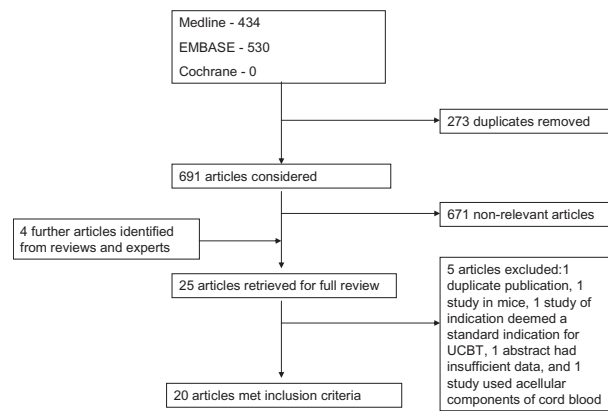 Medline - 434
EMBASE - 530
Cochrane - 0
273 duplicates removed
691 articles considered
671 non-relevant articles
4 further articles identified
from reviews and experts
25 articles retrieved for full review
5 articles excluded:1
duplicate publication, 1
study in mice, 1 study of
indication deemed a
standard indication for
UCBT, 1 abstract had
insufficient data, and 1
study used acellular
components of cord blood
20 articles met inclusion criteria